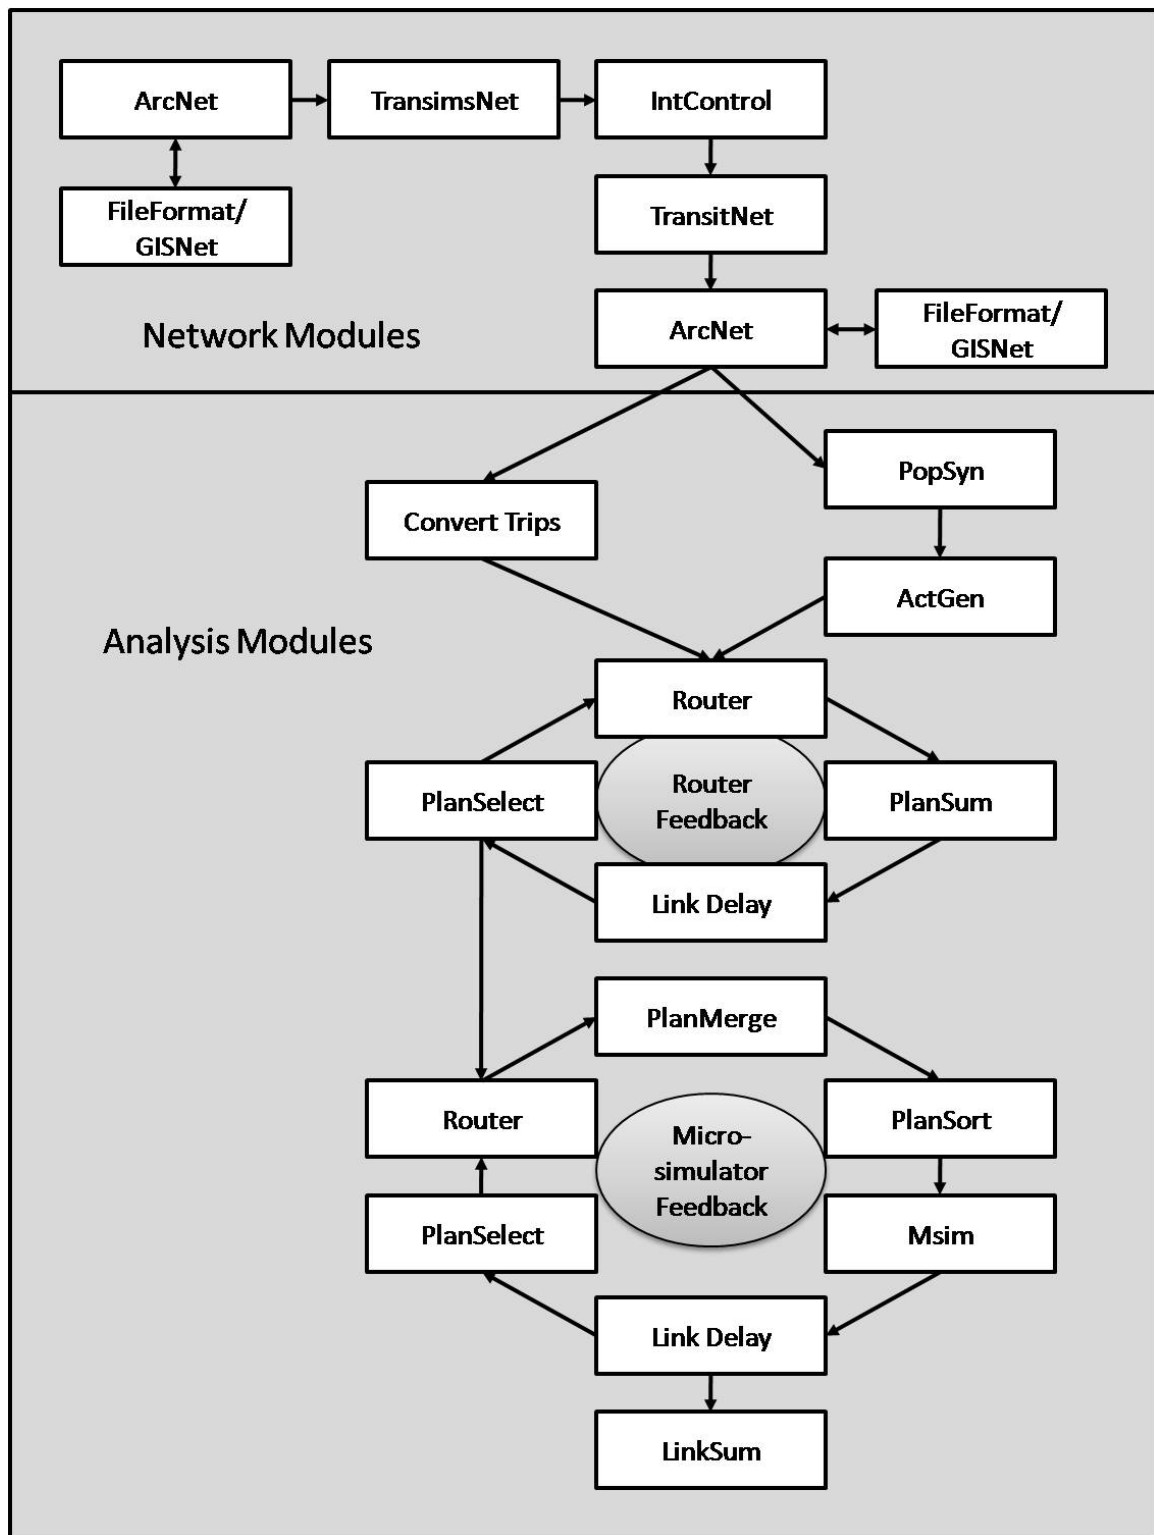 ArcNet
TransimsNet
IntControl
FileFormat/
GISNet
TransitNet
ArcNet
FileFormat/
GISNet
Network Modules
PopSyn
Convert Trips
ActGen
Analysis Modules
Router
PlanSelect
Router
Feedback
PlanSum
Link Delay
PlanMerge
Router
Micro-
simulator
Feedback
PlanSort
PlanSelect
Msim
Link Delay
LinkSum